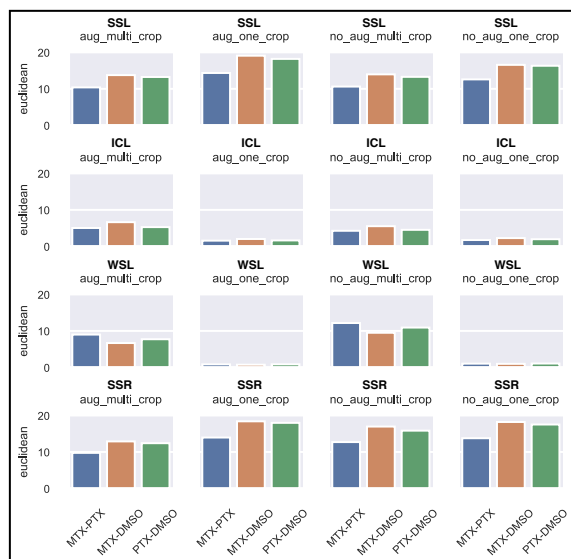 SSL SSL SSL SSL
aug_multi_crop aug_one_crop no_aug_multi_crop no_aug_one_crop
20
10
0
euclidean
ICL ICL ICL ICL
aug_multi_crop aug_one_crop no_aug_multi_crop no_aug_one_crop
20
10
0
euclidean
WSL WSL WSL WSL
aug_multi_crop aug_one_crop no_aug_multi_crop no_aug_one_crop
20
10
0
euclidean
SSR SSR SSR SSR
aug_multi_crop aug_one_crop no_aug_multi_crop no_aug_one_crop
20
10
0
euclidean
MTX-PTX MTX-DMSO PTX-DMSO MTX-PTX MTX-DMSO PTX-DMSO MTX-PTX MTX-DMSO PTX-DMSO MTX-PTX MTX-DMSO PTX-DMSO